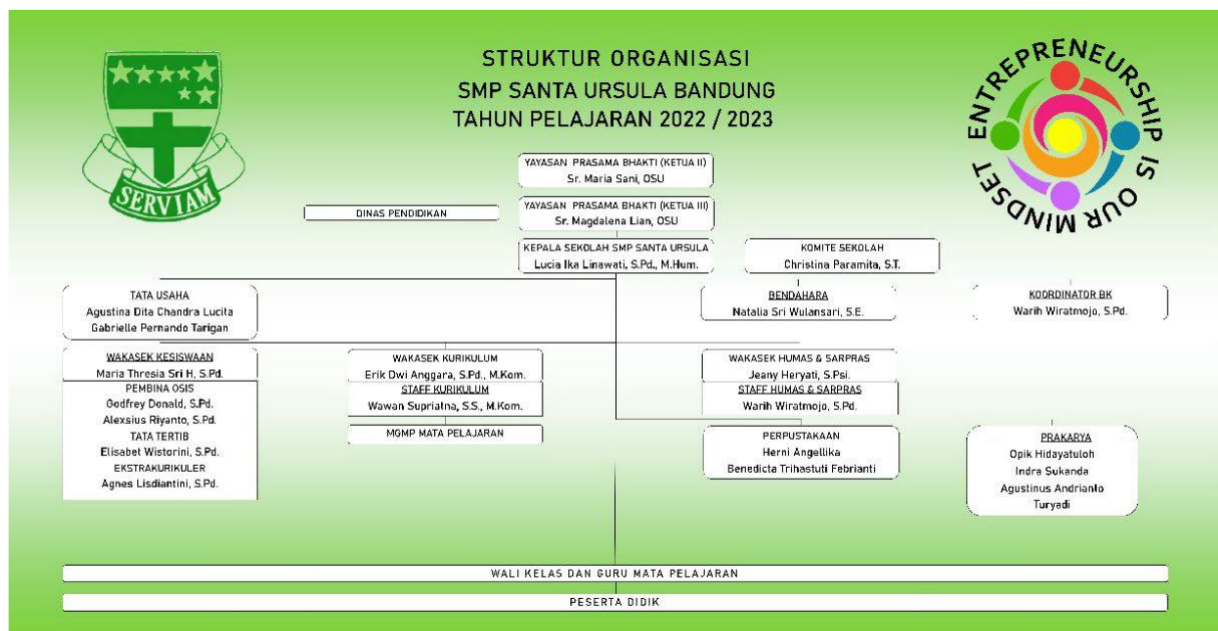 STRUKTUR ORGANISASI
SMP SANTA URSULA BANDUNG
TAHUN PELAJARAN 2022 / 2023
SERVIAM
ENTREPRENEURSHIP IS OUR MINDSET
YAYASAN PRASAMA BHAKTI (KETUA II)
Sr. Maria Sani, OSU
YAYASAN PRASAMA BHAKTI (KETUA III)
Sr. Magdalena Lian, OSU
DINAS PENDIDIKAN
KEPALA SEKOLAH SMP SANTA URSULA
Lucia Ika Linawati, S.Pd., M.Hum.
KOMITE SEKOLAH
Christina Paramita, S.T.
TATA USAHA
Agustina Dita Chandra Lucita
Gabrielle Pernando Tarigan
BENDAHARA
Natalia Sri Wulansari, S.E.
KOORDINATOR BK
Warih Wiratmojo, S.Pd.
WAKASEK KESISWAAN
Maria Thresia Sri H, S.Pd.
PEMBINA OSIS
Godfrey Donald, S.Pd.
Alexsius Riyanto, S.Pd.
TATA TERTIB
Elisabet Wistorini, S.Pd.
EKSTRAKURIKULER
Agnes Lisdiantini, S.Pd.
WAKASEK KURIKULUM
Erik Dwi Anggara, S.Pd., M.Kom.
STAFF KURIKULUM
Wawan Supriatna, S.S., M.Kom.
MGMP MATA PELAJARAN
WAKASEK HUMAS & SARPRAS
Jeany Heryati, S.Psi.
STAFF HUMAS & SARPRAS
Warih Wiratmojo, S.Pd.
PERPUSTAKAAN
Herni Angellika
Benedicta Trihastuti Febrianti
PRAKARYA
Opik Hidayatuloh
Indra Sukanda
Agustinus Andrianto
Turyadi
WALI KELAS DAN GURU MATA PELAJARAN
PESERTA DIDIK